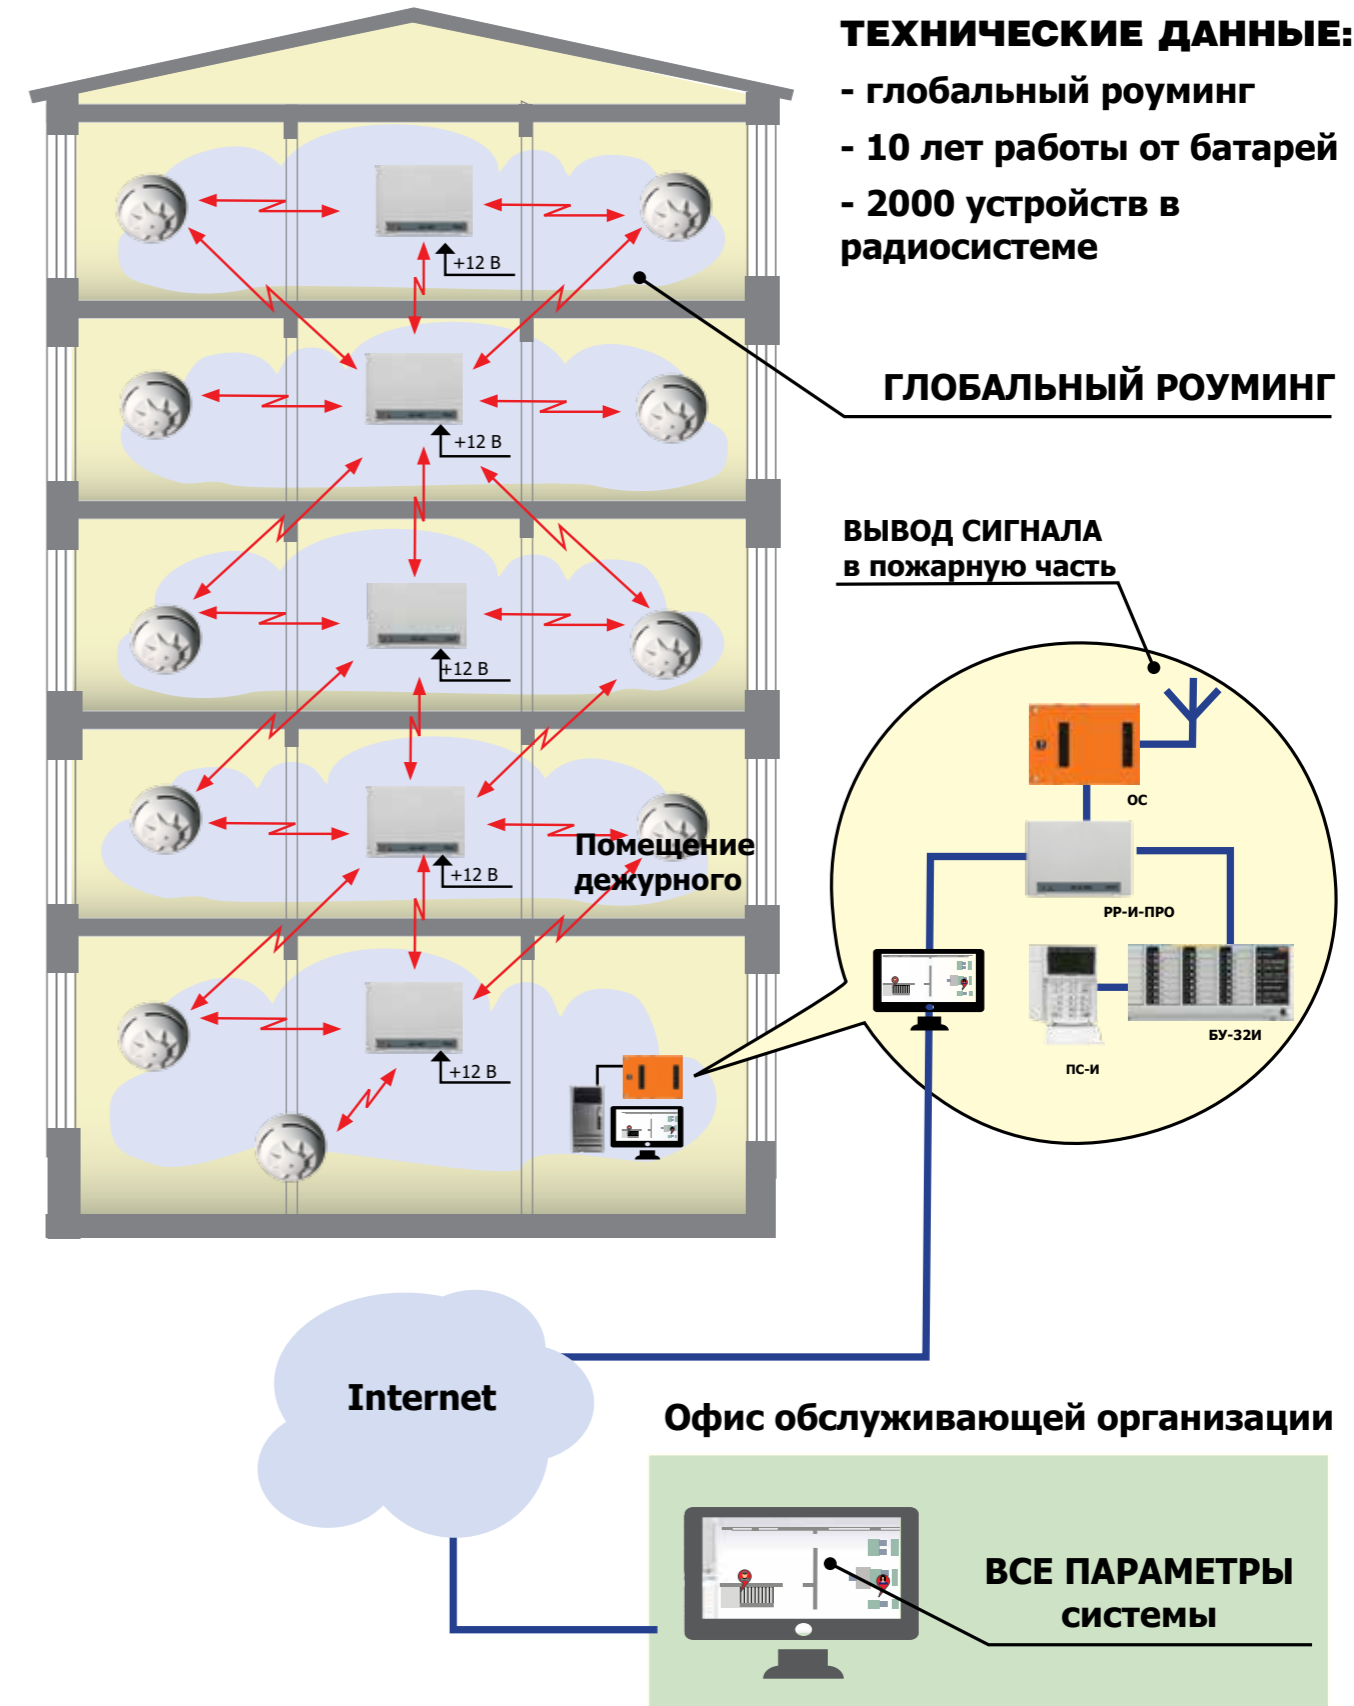 ТЕХНИЧЕСКИЕ ДАННЫЕ:
- глобальный роуминг
- 10 лет работы от батарей
- 2000 устройств в
радиосистеме
+12 В
ГЛОБАЛЬНЫЙ РОУМИНГ
+12 В
ВЫВОД СИГНАЛА
в пожарную часть
+12 В
ОС
Помещение
дежурного
+12 В
РР-И-ПРО
БУ-32И
ПС-И
+12 В
Internet
Офис обслуживающей организации
ВСЕ ПАРАМЕТРЫ
системы